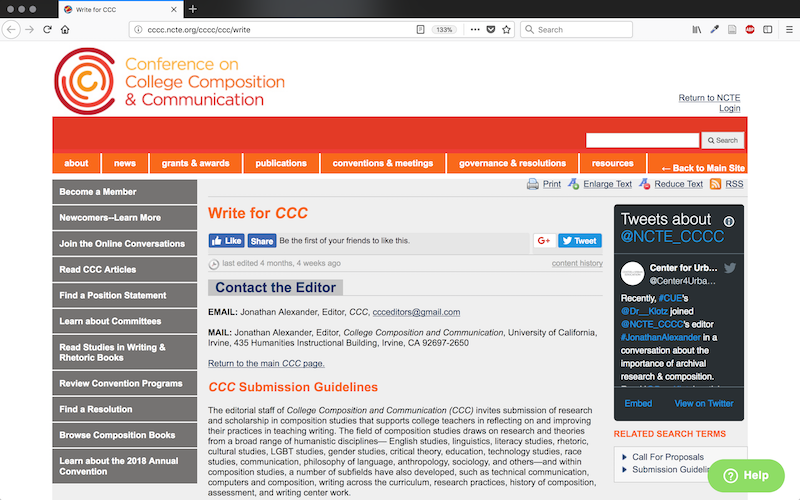 Write for CCC
cccc.ncte.org/cccc/ccc/write
133%
Search
ABP
Conference on
College Composition
& Communication
Return to NCTE
Login
Search
about
news
grants & awards
publications
conventions & meetings
governance & resolutions
resources
← Back to Main Site
Print
Enlarge Text
Reduce Text
RSS
Become a Member
Newcomers--Learn More
Join the Online Conversations
Read CCC Articles
Find a Position Statement
Learn about Committees
Read Studies in Writing &
Rhetoric Books
Review Convention Programs
Find a Resolution
Browse Composition Books
Learn about the 2018 Annual
Convention
Write for CCC
Like
Share
Be the first of your friends to like this.
G+
Tweet
last edited 4 months, 4 weeks ago
content history
Contact the Editor
EMAIL: Jonathan Alexander, Editor, CCC, ccceditors@gmail.com
MAIL: Jonathan Alexander, Editor, College Composition and Communication, University of California,
Irvine, 435 Humanities Instructional Building, Irvine, CA 92697-2650
Return to the main CCC page.
CCC Submission Guidelines
The editorial staff of College Composition and Communication (CCC) invites submission of research
and scholarship in composition studies that supports college teachers in reflecting on and improving
their practices in teaching writing. The field of composition studies draws on research and theories
from a broad range of humanistic disciplines— English studies, linguistics, literacy studies, rhetoric,
cultural studies, LGBT studies, gender studies, critical theory, education, technology studies, race
studies, communication, philosophy of language, anthropology, sociology, and others—and within
composition studies, a number of subfields have also developed, such as technical communication,
computers and composition, writing across the curriculum, research practices, history of composition,
assessment, and writing center work.
Tweets about
@NCTE_CCCC
Center for Urba...
@Center4Urba...
Recently, #CUE's
@Dr__Klotz joined
@NCTE_CCCC's editor
#JonathanAlexander in a
conversation about the
importance of archival
research & composition.
Embed
View on Twitter
RELATED SEARCH TERMS
Call For Proposals
Submission Guideli
Help